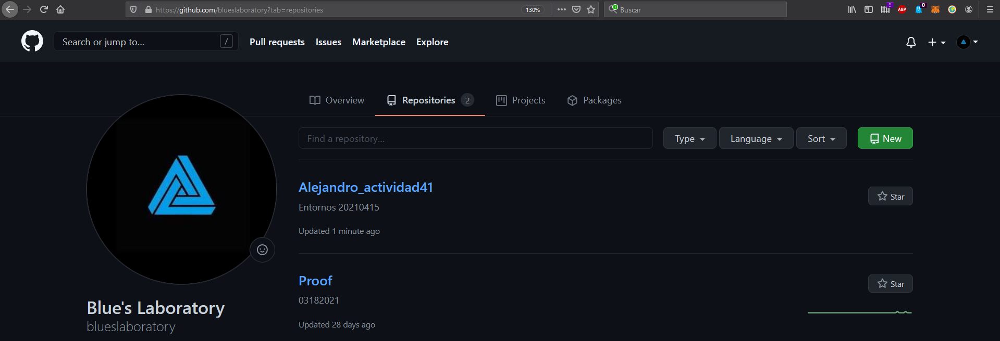 https://github.com/blueslaboratory?tab=repositories
130%
Buscar
!
ABP
0
Search or jump to...
/
Pull requests
Issues
Marketplace
Explore
Overview
Repositories 2
Projects
Packages
Find a repository...
Type
Language
Sort
New
Alejandro_actividad41
Star
Entornos 20210415
Updated 1 minute ago
Proof
Star
03182021
Updated 28 days ago
Blue's Laboratory
blueslaboratory